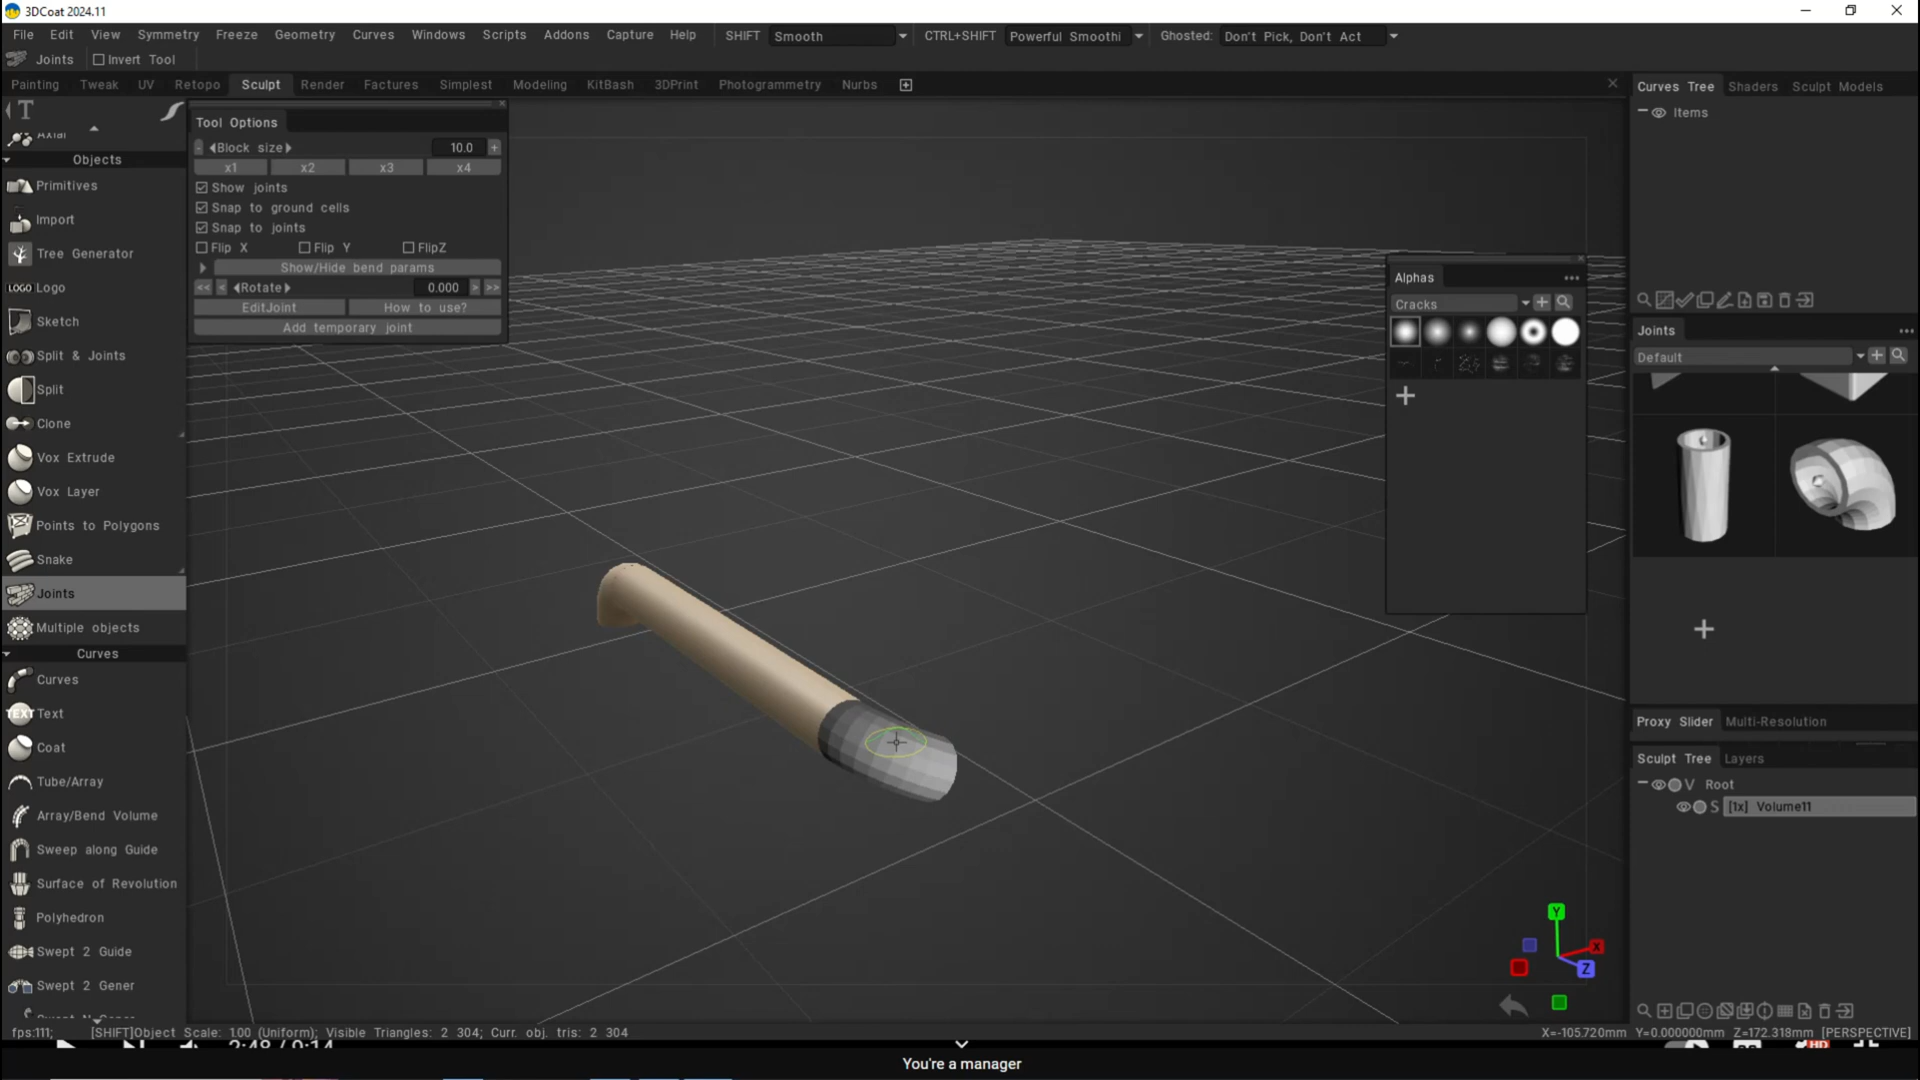 3DCoat 2024.11
File Edit View Symmetry Freeze Geometry Curves Windows Scripts Addons Capture Help SHIFT Smooth CTRL+SHIFT Powerful Smoothi Ghosted: Don't Pick, Don't Act
Joints Invert Tool
Painting Tweak UV Retopo Sculpt Render Factures Simplest Modeling KitBash 3DPrint Photogrammetry Nurbs
Curves Tree Shaders Sculpt Models
Items
T
Axial
Objects
Primitives
Import
Tree Generator
LOGO Logo
Sketch
Split & Joints
Split
Clone
Vox Extrude
Vox Layer
Points to Polygons
Snake
Joints
Multiple objects
Curves
Curves
TEXT Text
Coat
Tube/Array
Array/Bend Volume
Sweep along Guide
Surface of Revolution
Polyhedron
Swept 2 Guide
Swept 2 Gener
Tool Options
- Block size 10.0 +
x1 x2 x3 x4
Show joints
Snap to ground cells
Snap to joints
Flip X Flip Y FlipZ
Show/Hide bend params
<< < Rotate 0.000 > >>
EditJoint How to use?
Add temporary joint
Alphas
Cracks
Joints
Default
Proxy Slider Multi-Resolution
Sculpt Tree Layers
V Root
S [1x] Volume11
Y
X
Z
fps:111; [SHIFT]Object Scale: 100 (Uniform); Visible Triangles: 2 304; Curr. obj. tris: 2 304
X=-105.720mm Y=0.000000mm Z=172.318mm [PERSPECTIVE]
HD
You're a manager